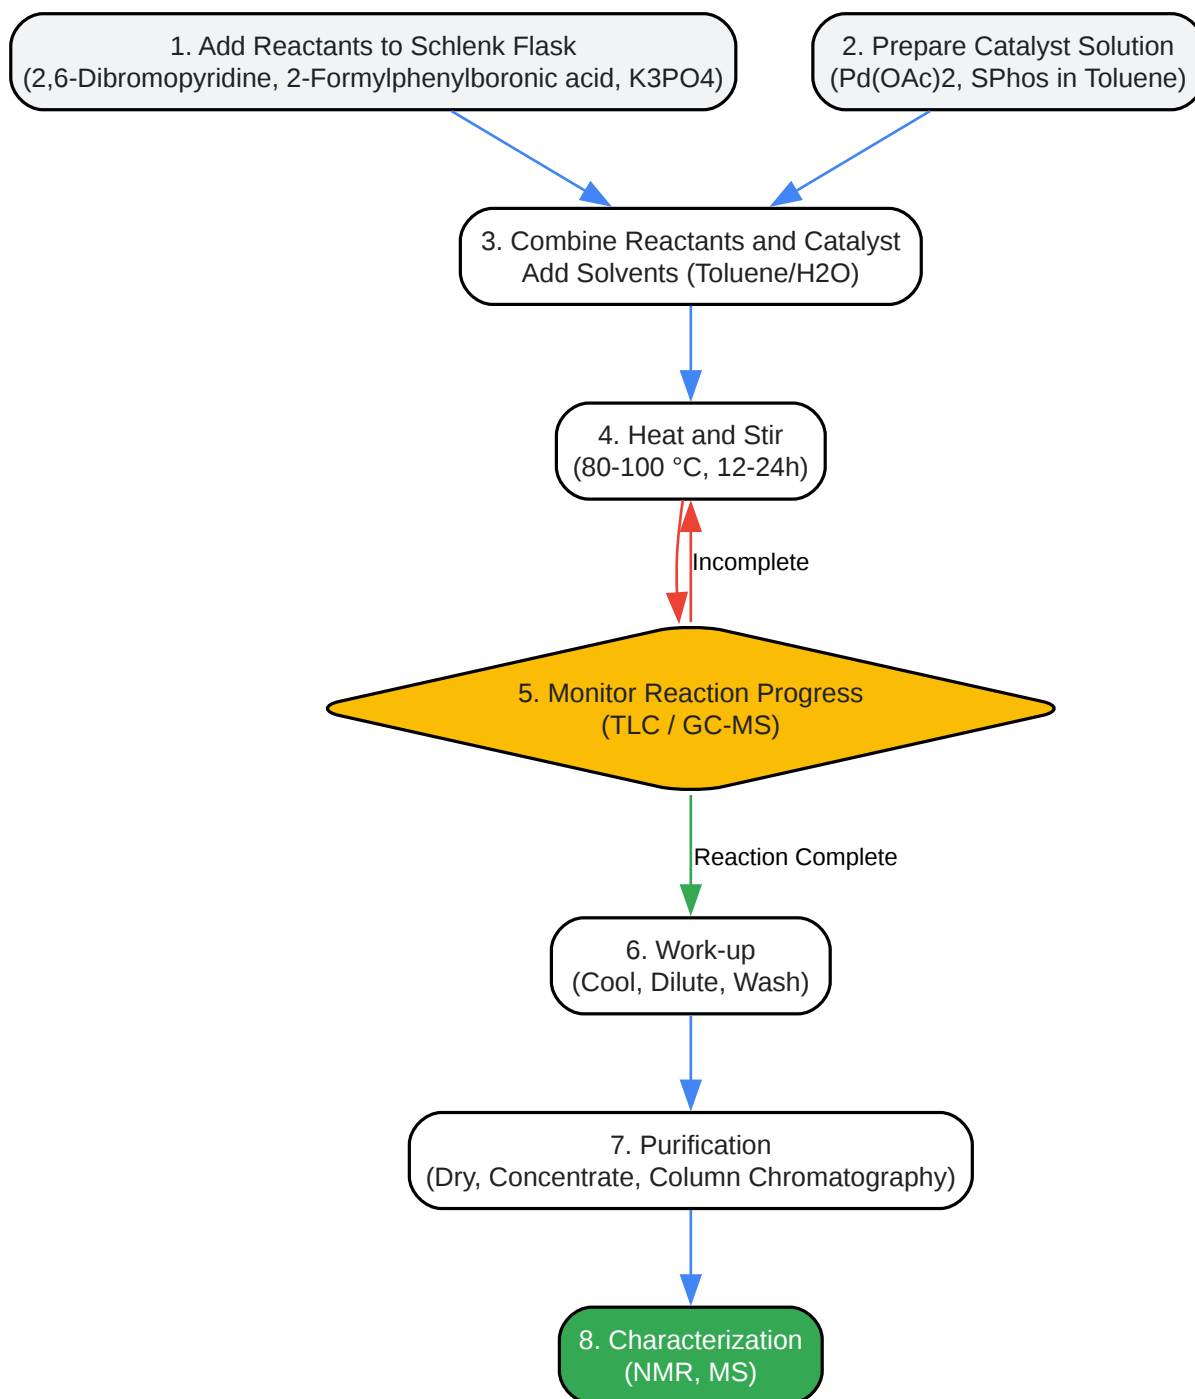 1. Add Reactants to Schlenk Flask
(2,6-Dibromopyridine, 2-Formylphenylboronic acid, K3PO4)
2. Prepare Catalyst Solution
(Pd(OAc)2, SPhos in Toluene)
3. Combine Reactants and Catalyst
Add Solvents (Toluene/H2O)
4. Heat and Stir
(80-100 °C, 12-24h)
Incomplete
5. Monitor Reaction Progress
(TLC / GC-MS)
Reaction Complete
6. Work-up
(Cool, Dilute, Wash)
7. Purification
(Dry, Concentrate, Column Chromatography)
8. Characterization
(NMR, MS)